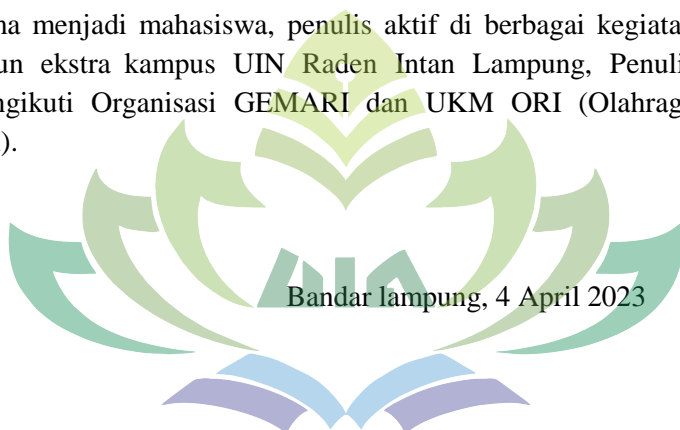 na menjadi mahasiswa, penulis aktif di berbagai kegiata
un ekstra kampus UIN Raden Intan Lampung, Penuli
ngikuti Organisasi GEMARI dan UKM ORI (Olahrag
).
UIN
Bandar lampung, 4 April 2023